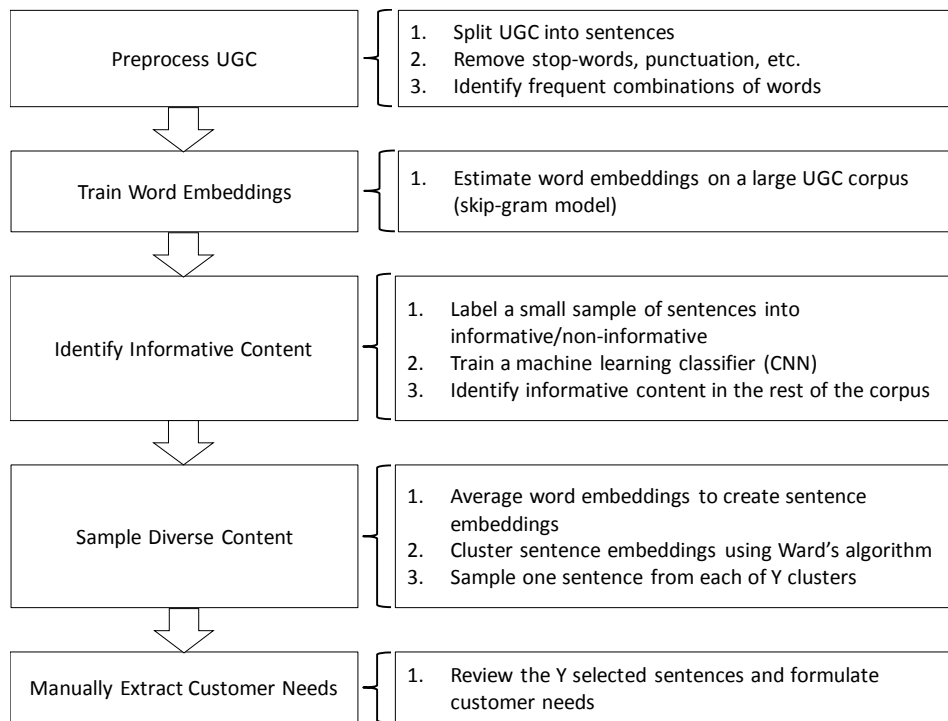 Preprocess UGC
1. Split UGC into sentences
2. Remove stop-words, punctuation, etc.
3. Identify frequent combinations of words
Train Word Embeddings
1. Estimate word embeddings on a large UGC corpus
(skip-gram model)
Identify Informative Content
1. Label a small sample of sentences into
informative/non-informative
2. Train a machine learning classifier (CNN)
3. Identify informative content in the rest of the corpus
Sample Diverse Content
1. Average word embeddings to create sentence
embeddings
2. Cluster sentence embeddings using Ward's algorithm
3. Sample one sentence from each of Y clusters
Manually Extract Customer Needs
1. Review the Y selected sentences and formulate
customer needs